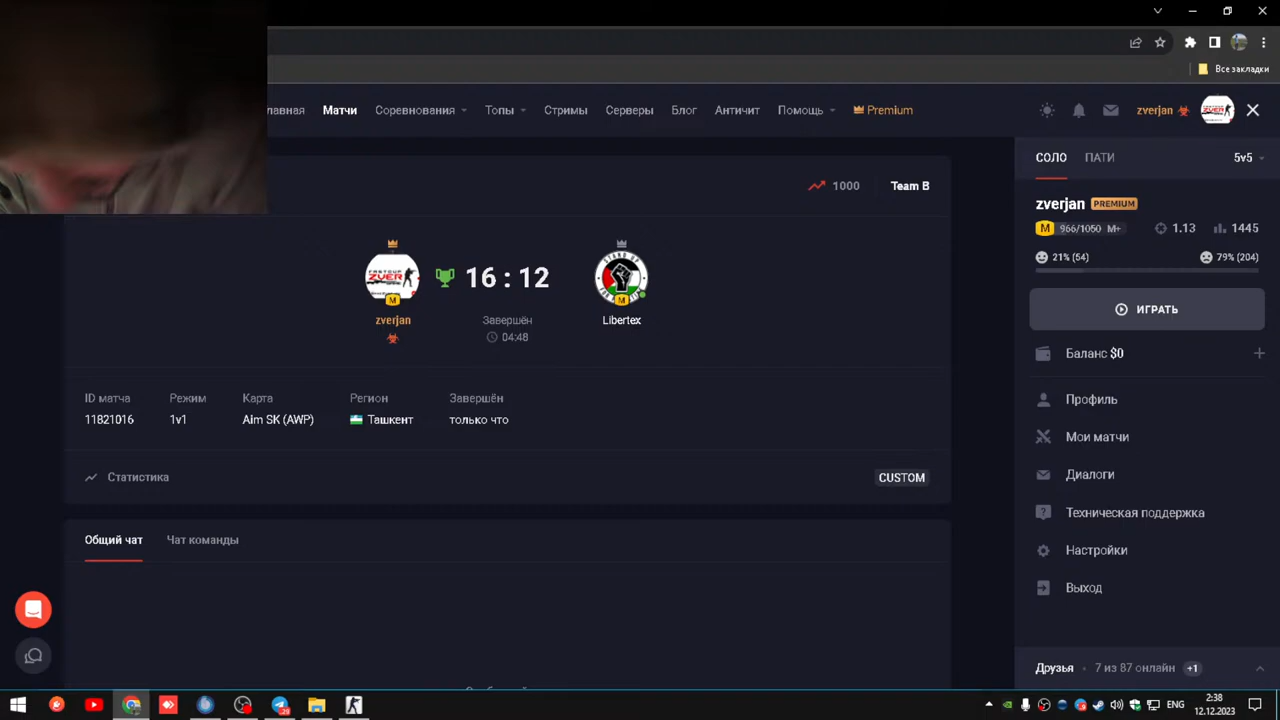 Все закладки
лавная Матчи Соревнования Топы Стримы Серверы Блог Античит Помощь Premium
zverjan
1000 Team B
16 : 12
zverjan
Завершён
04:48
Libertex
ID матча Режим Карта Регион Завершён
11821016 1v1 Aim SK (AWP) Ташкент только что
Статистика CUSTOM
Общий чат Чат команды
СОЛО ПАТИ 5v5
zverjan PREMIUM
M 966/1050 M+ 1.13 1445
21% (54) 79% (204)
ИГРАТЬ
Баланс $0
Профиль
Мои матчи
Диалоги
Техническая поддержка
Настройки
Выход
Друзья • 7 из 87 онлайн +1
ENG
2:38
12.12.2023